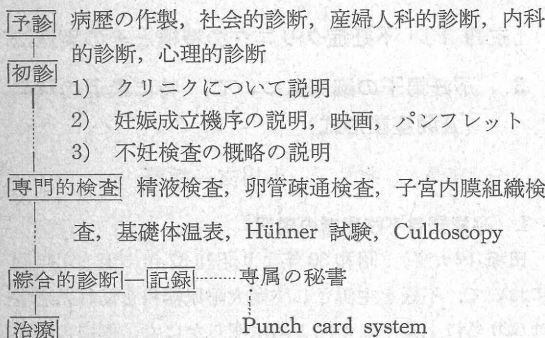 予診 病歴の作製,社会的診断,産婦人科的診断,内科
的診断,心理的診断
初診
1) クリニクについて説明
2) 妊娠成立機序の説明,映画,パンフレット
3) 不妊検査の概略の説明
専門的検査 精液検査,卵管疎通検査,子宮内膜組織検
査,基礎体温表,Hühner 試験,Culdoscopy
綜合的診断—記録………専属の秘書
治療 Punch card system